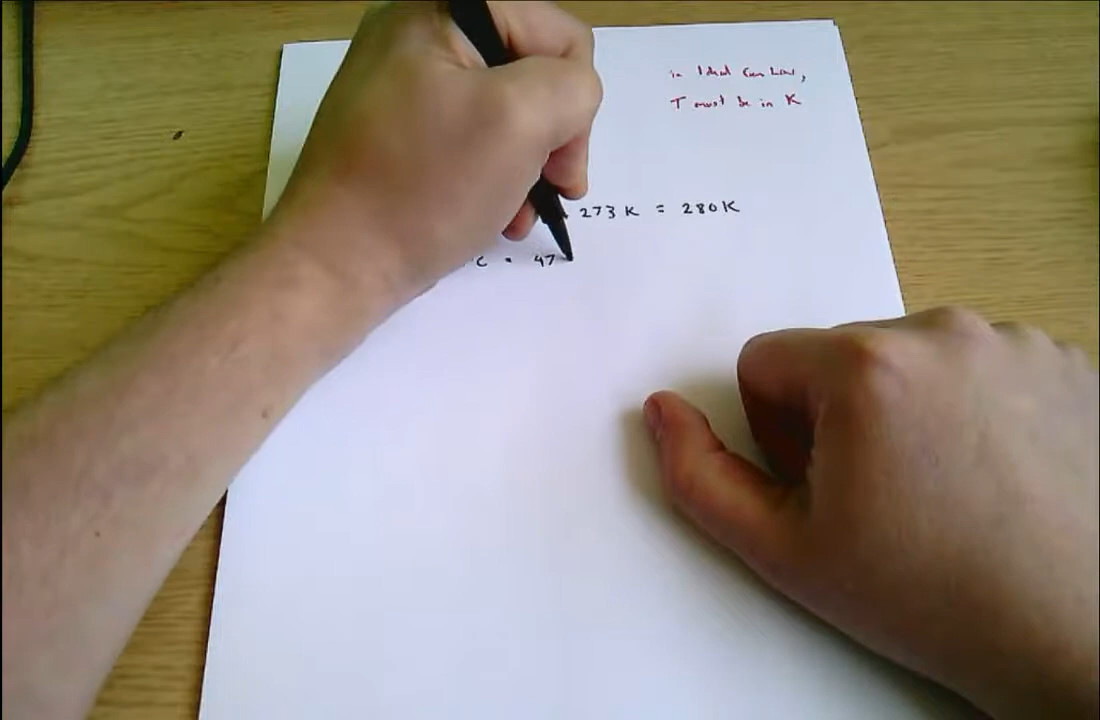 in Ideal Gas Law,
T must be in K
273 K = 280 K
°C = 47